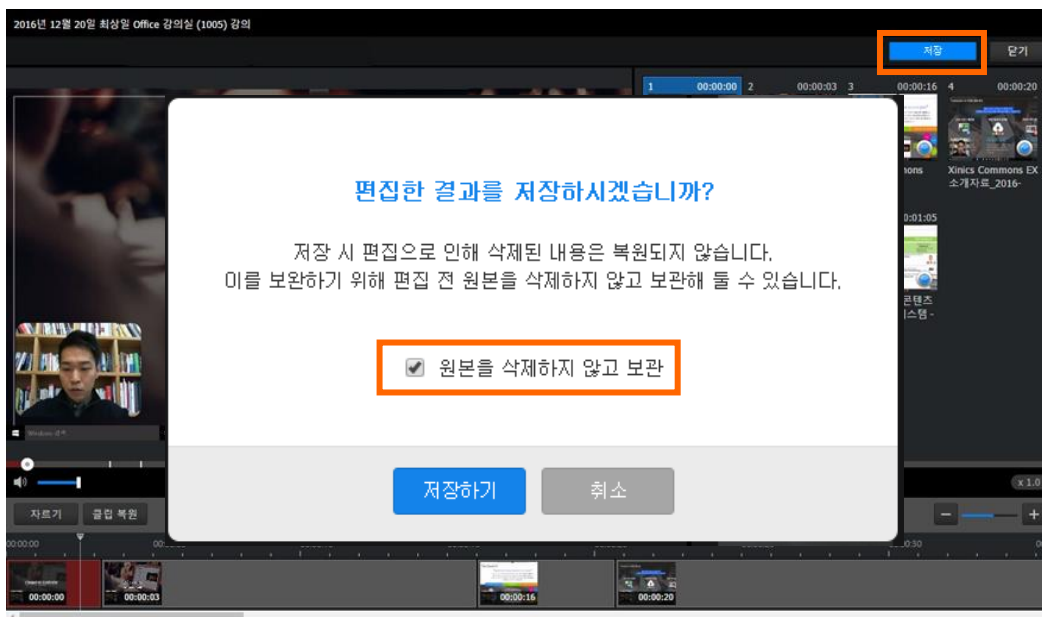 2016년 12월 20일 최상일 Office 강의실 (1005) 강의
저장
닫기
1 00:00:00 2 00:00:03 3 00:00:16 4 00:00:20
Xinics Commons EX
소개자료_2016-
0:01:05
콘텐츠
스템 -
편집한 결과를 저장하시겠습니까?
저장 시 편집으로 인해 삭제된 내용은 복원되지 않습니다.
이를 보완하기 위해 편집 전 원본을 삭제하지 않고 보관해 둘 수 있습니다.
원본을 삭제하지 않고 보관
저장하기
취소
x 1.0
자르기
클립 복원
00:00:00
0:30
00:00:00
00:00:03
00:00:16
00:00:20